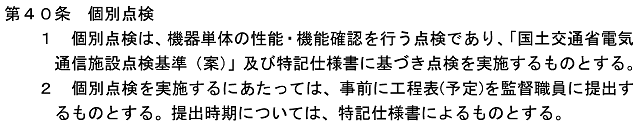 第４０条　個別点検
１　個別点検は、機器単体の性能・機能確認を行う点検であり、「国土交通省電気
通信施設点検基準（案）」及び特記仕様書に基づき点検を実施するものとする。
２　個別点検を実施するにあたっては、事前に工程表(予定)を監督職員に提出す
るものとする。提出時期については、特記仕様書によるものとする。